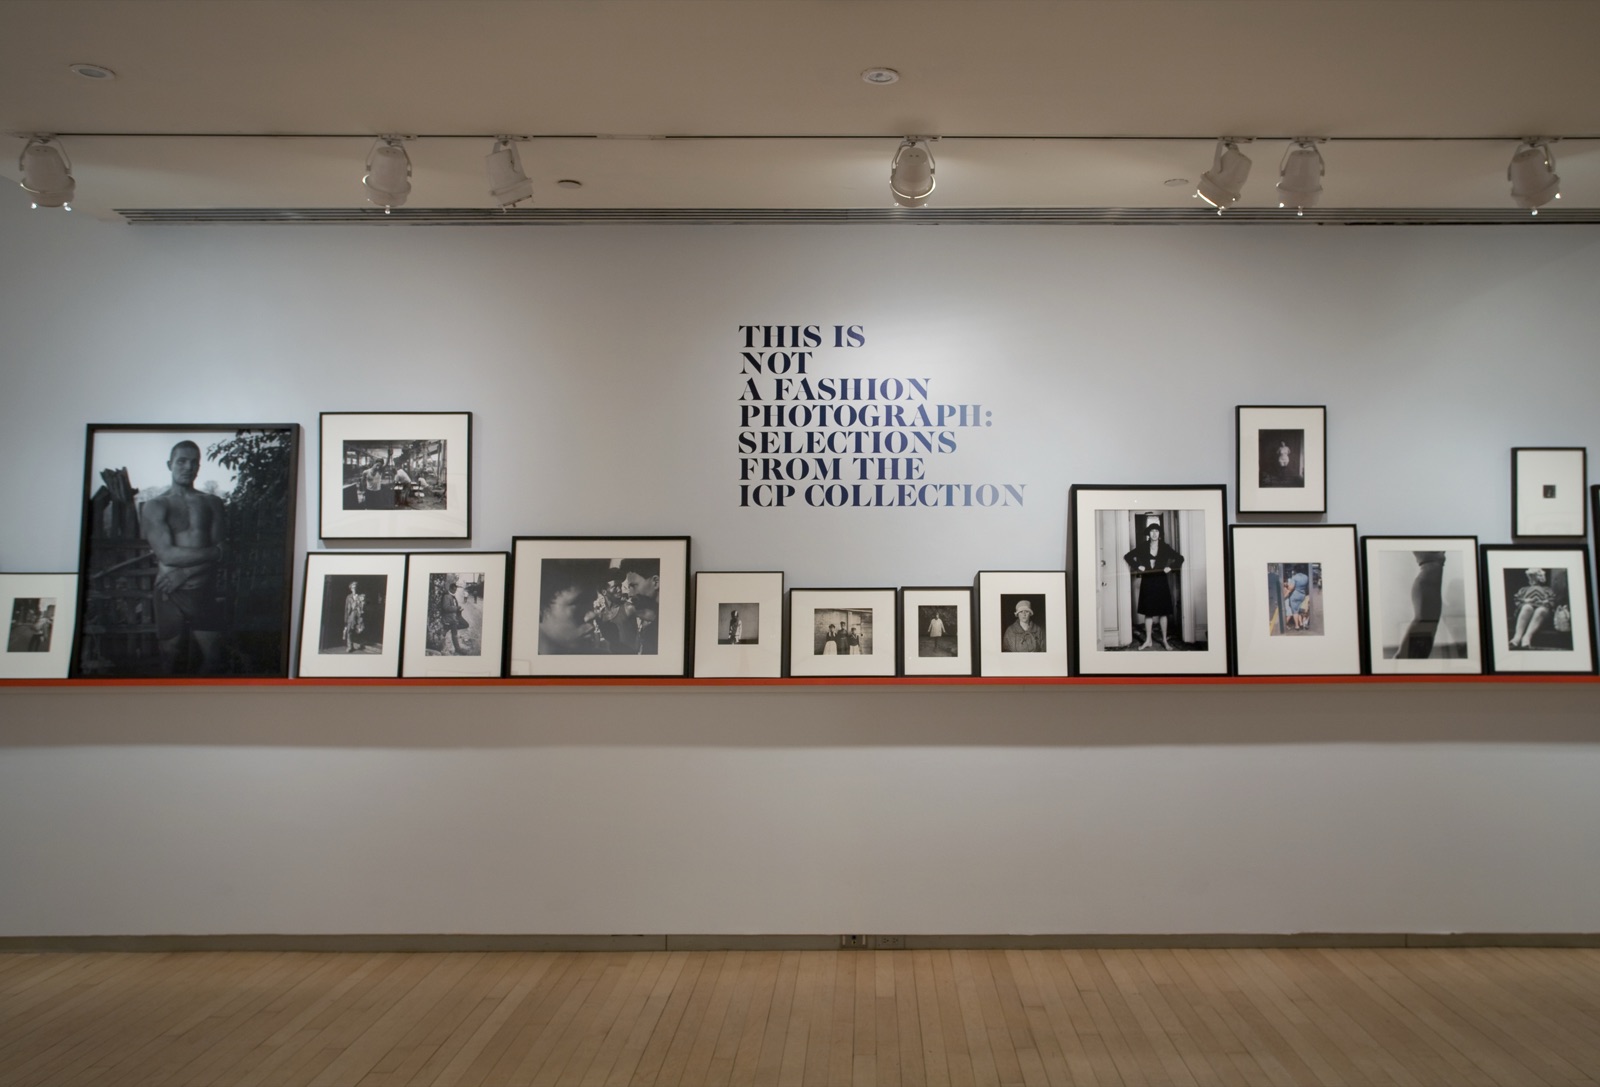 THIS IS
NOT
A FASHION
PHOTOGRAPH:
SELECTIONS
FROM THE
ICP COLLECTION